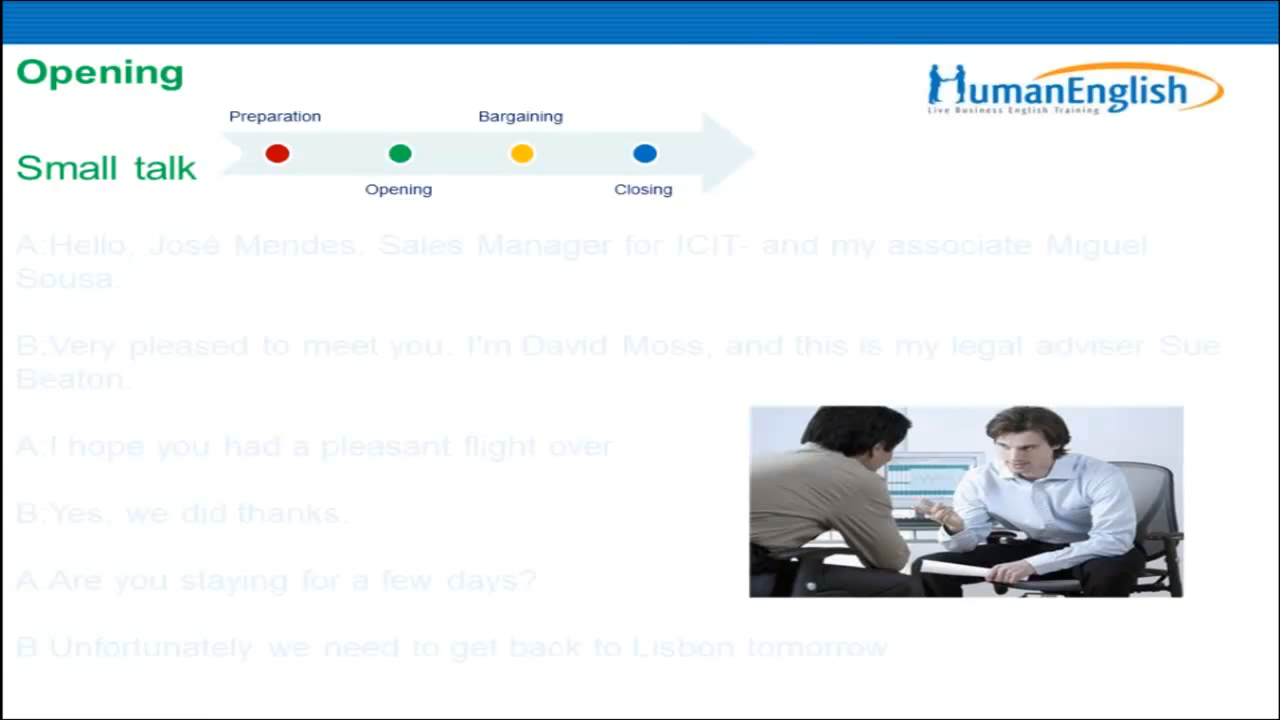 Opening
HumanEnglish
Live Business English Training
Preparation
Bargaining
Small talk
Opening
Closing
A:Hello, José Mendes, Sales Manager for ICIT- and my associate Miguel
Sousa.
B:Very pleased to meet you. I'm David Moss, and this is my legal adviser Sue
Beaton.
A:I hope you had a pleasant flight over
B:Yes, we did thanks.
A:Are you staying for a few days?
B:Unfortunately we need to get back to Lisbon tomorrow